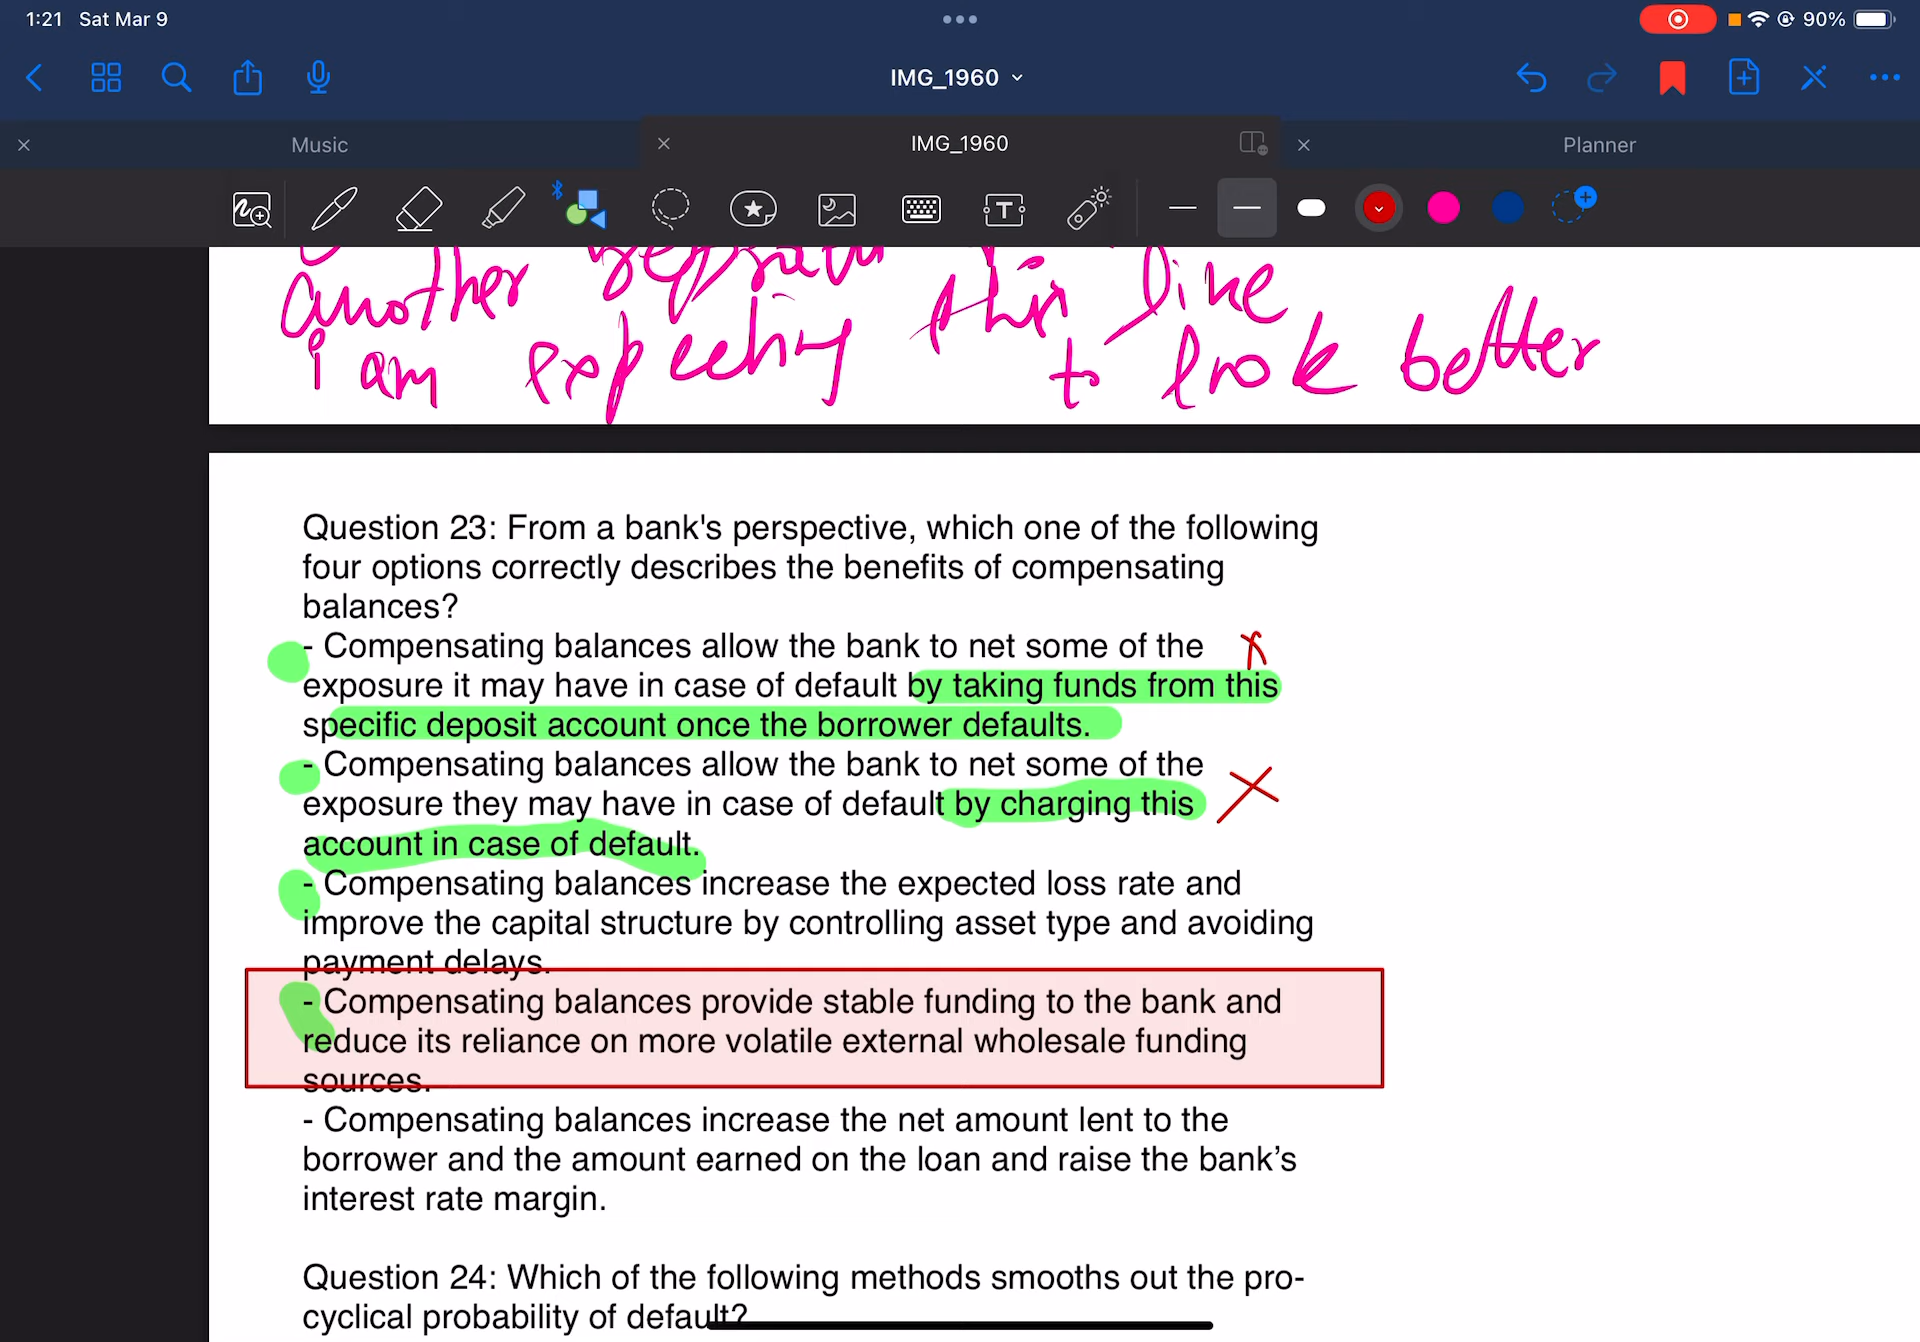 1:21 Sat Mar 9
90%
IMG_1960
Music
IMG_1960
Planner
another this line
i am expecting to look better
Question 23: From a bank's perspective, which one of the following
four options correctly describes the benefits of compensating
balances?
- Compensating balances allow the bank to net some of the
exposure it may have in case of default by taking funds from this
specific deposit account once the borrower defaults.
- Compensating balances allow the bank to net some of the
exposure they may have in case of default by charging this
account in case of default.
- Compensating balances increase the expected loss rate and
improve the capital structure by controlling asset type and avoiding
payment delays.
- Compensating balances provide stable funding to the bank and
reduce its reliance on more volatile external wholesale funding
sources.
- Compensating balances increase the net amount lent to the
borrower and the amount earned on the loan and raise the bank’s
interest rate margin.
Question 24: Which of the following methods smooths out the pro-
cyclical probability of default?